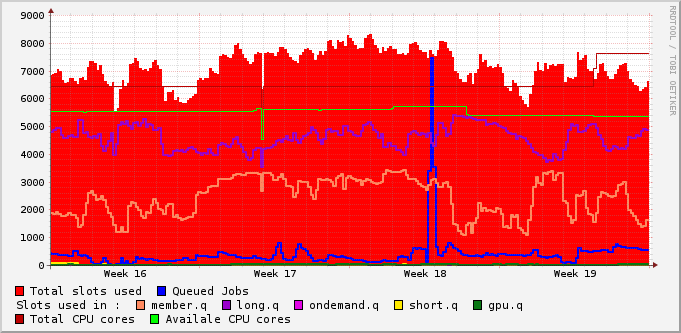 9000
8000
7000
6000
5000
4000
3000
2000
1000
0
Week 16 Week 17 Week 18 Week 19
Total slots used Queued Jobs
Slots used in : member.q long.q ondemand.q short.q gpu.q
Total CPU cores Availale CPU cores
RRDTOOL / TOBI OETIKER